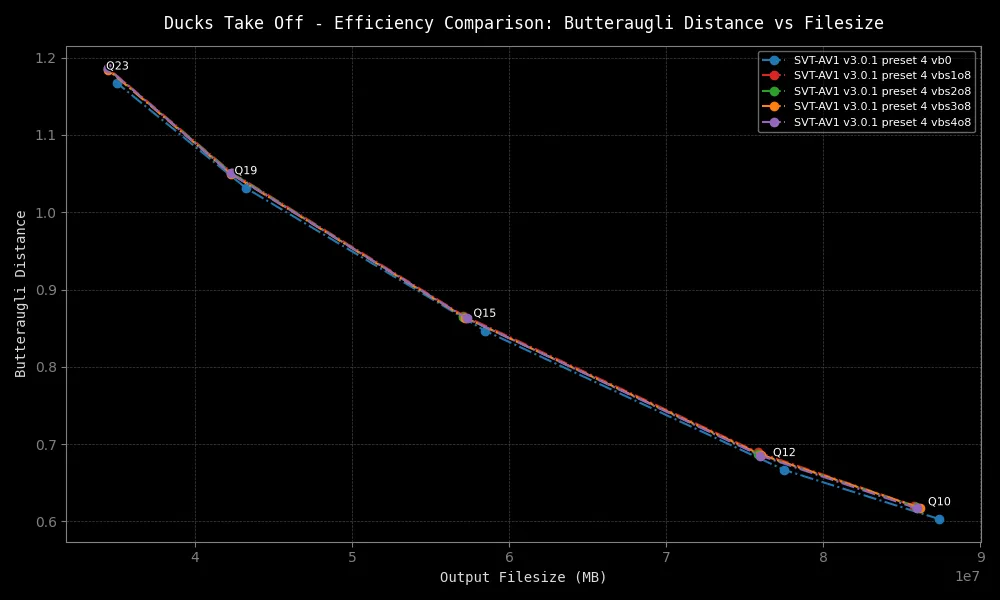 Ducks Take Off - Efficiency Comparison: Butteraugli Distance vs Filesize
SVT-AV1 v3.0.1 preset 4 vb0
SVT-AV1 v3.0.1 preset 4 vbs1o8
SVT-AV1 v3.0.1 preset 4 vbs2o8
SVT-AV1 v3.0.1 preset 4 vbs3o8
SVT-AV1 v3.0.1 preset 4 vbs4o8
Butteraugli Distance
1.2
1.1
1.0
0.9
0.8
0.7
0.6
Q23
Q19
Q15
Q12
Q10
4
5
6
7
8
9
1e7
Output Filesize (MB)